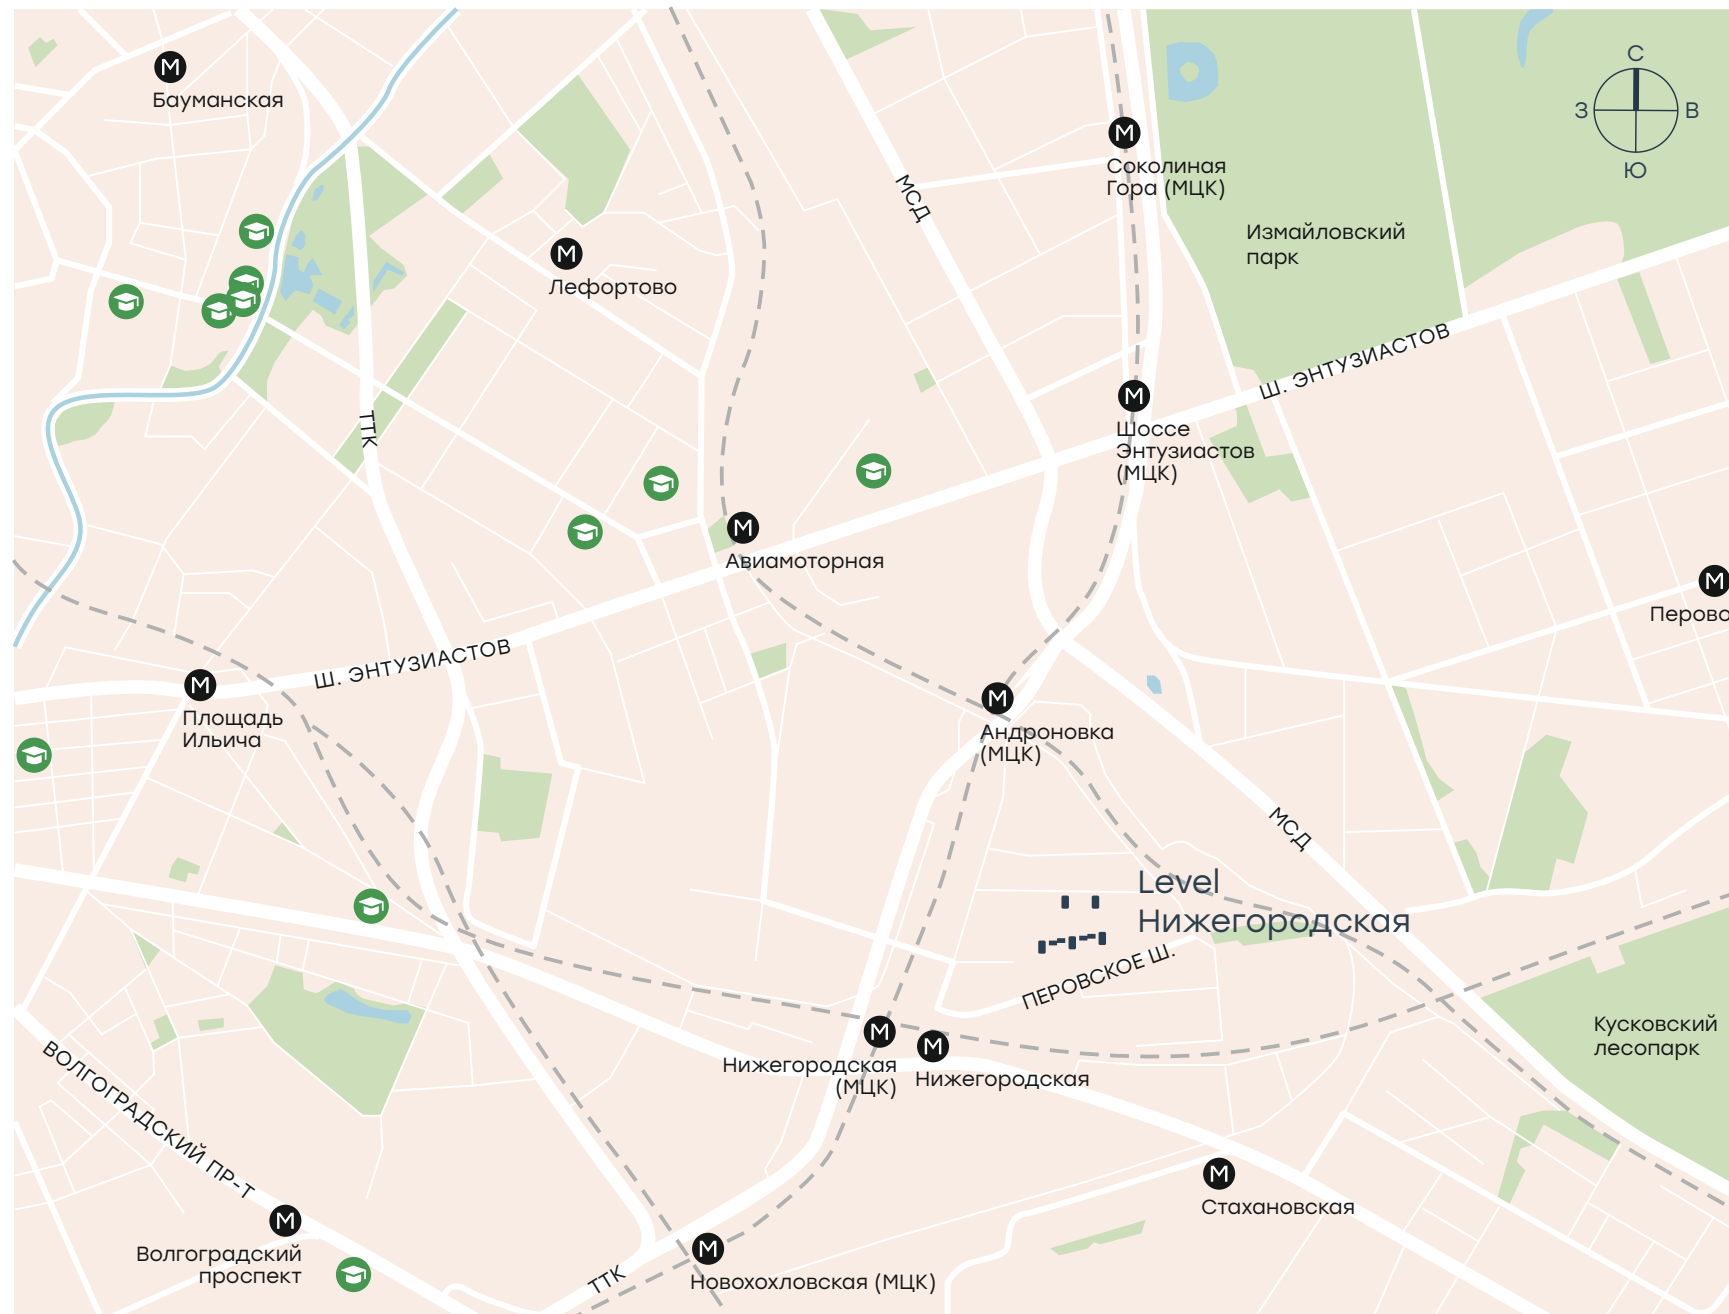 М
Бауманская
С
З
В
Ю
М
Соколиная
Гора (МЦК)
МСД
Измайловский
парк
М
Лефортово
Ш. ЭНТУЗИАСТОВ
М
Шоссе
Энтузиастов
(МЦК)
ТТК
М
Авиамоторная
М
Перово
Ш. ЭНТУЗИАСТОВ
М
Площадь
Ильича
М
Андроновка
(МЦК)
МСД
Level
Нижегородская
ПЕРОВСКОЕ Ш.
Кусковский
лесопарк
М
Нижегородская
(МЦК)
М
Нижегородская
ВОЛГОГРАДСКИЙ ПР-Т
М
Стахановская
М
Волгоградский
проспект
М
Новохохловская (МЦК)
ТТК